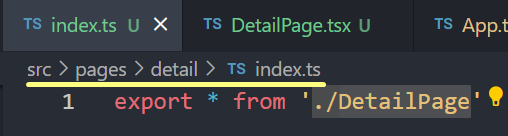 TS index.ts U × TS DetailPage.tsx U TS App.t
src > pages > detail > TS index.ts
1 export * from './DetailPage'